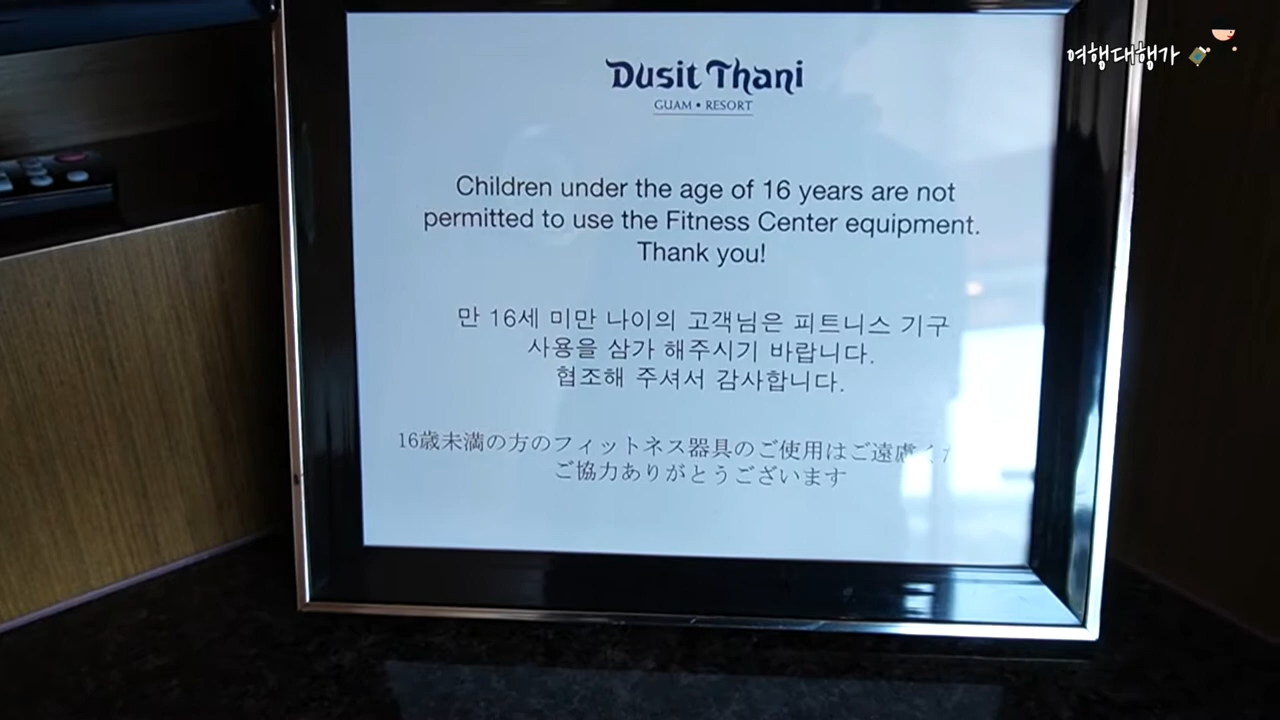 여행대행가
Dusit Thani
GUAM • RESORT
Children under the age of 16 years are not
permitted to use the Fitness Center equipment.
Thank you!
만 16세 미만 나이의 고객님은 피트니스 기구
사용을 삼가 해주시기 바랍니다.
협조해 주셔서 감사합니다.
16歳未満の方のフィットネス器具のご使用はご遠慮く
ご協力ありがとうございます